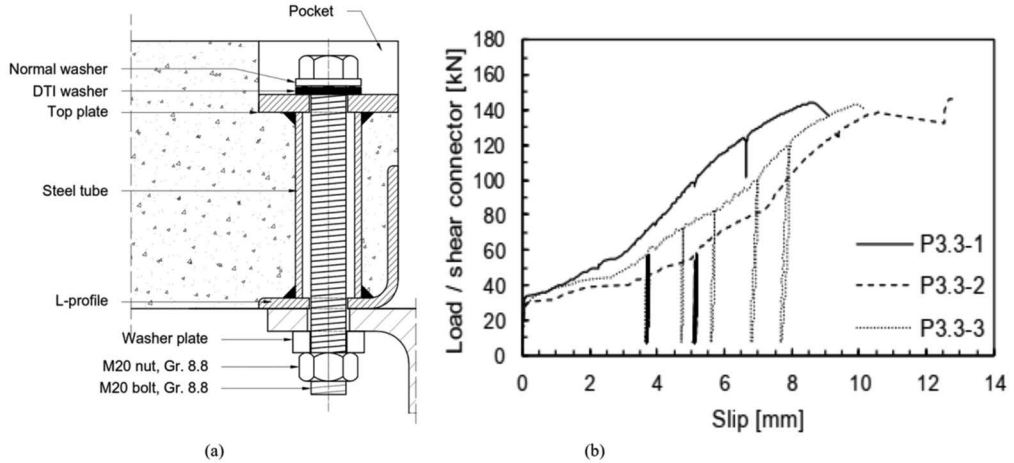 Pocket
Normal washer
DTI washer
Top plate
Steel tube
L-profile
Washer plate
M20 nut, Gr. 8.8
M20 bolt, Gr. 8.8
(a)
Load / shear connector [kN]
180
160
140
120
100
80
60
40
20
0
0 2 4 6 8 10 12 14
Slip [mm]
P3.3-1
P3.3-2
P3.3-3
(b)